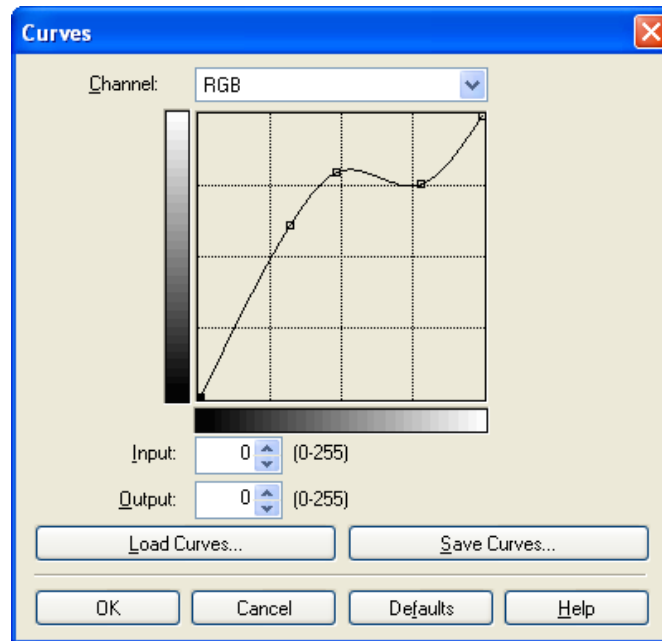 Curves
Channel: RGB
Input: 0 (0-255)
Output: 0 (0-255)
Load Curves... Save Curves...
OK Cancel Defaults Help